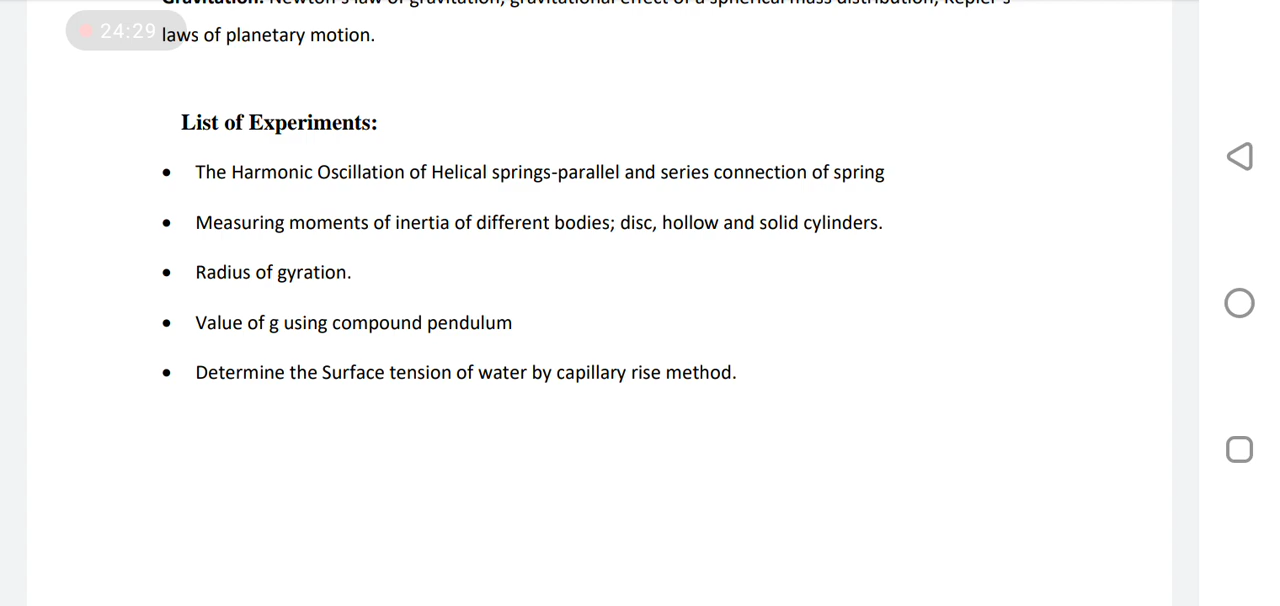 24:29
laws of planetary motion.
List of Experiments:
• The Harmonic Oscillation of Helical springs-parallel and series connection of spring
• Measuring moments of inertia of different bodies; disc, hollow and solid cylinders.
• Radius of gyration.
• Value of g using compound pendulum
• Determine the Surface tension of water by capillary rise method.